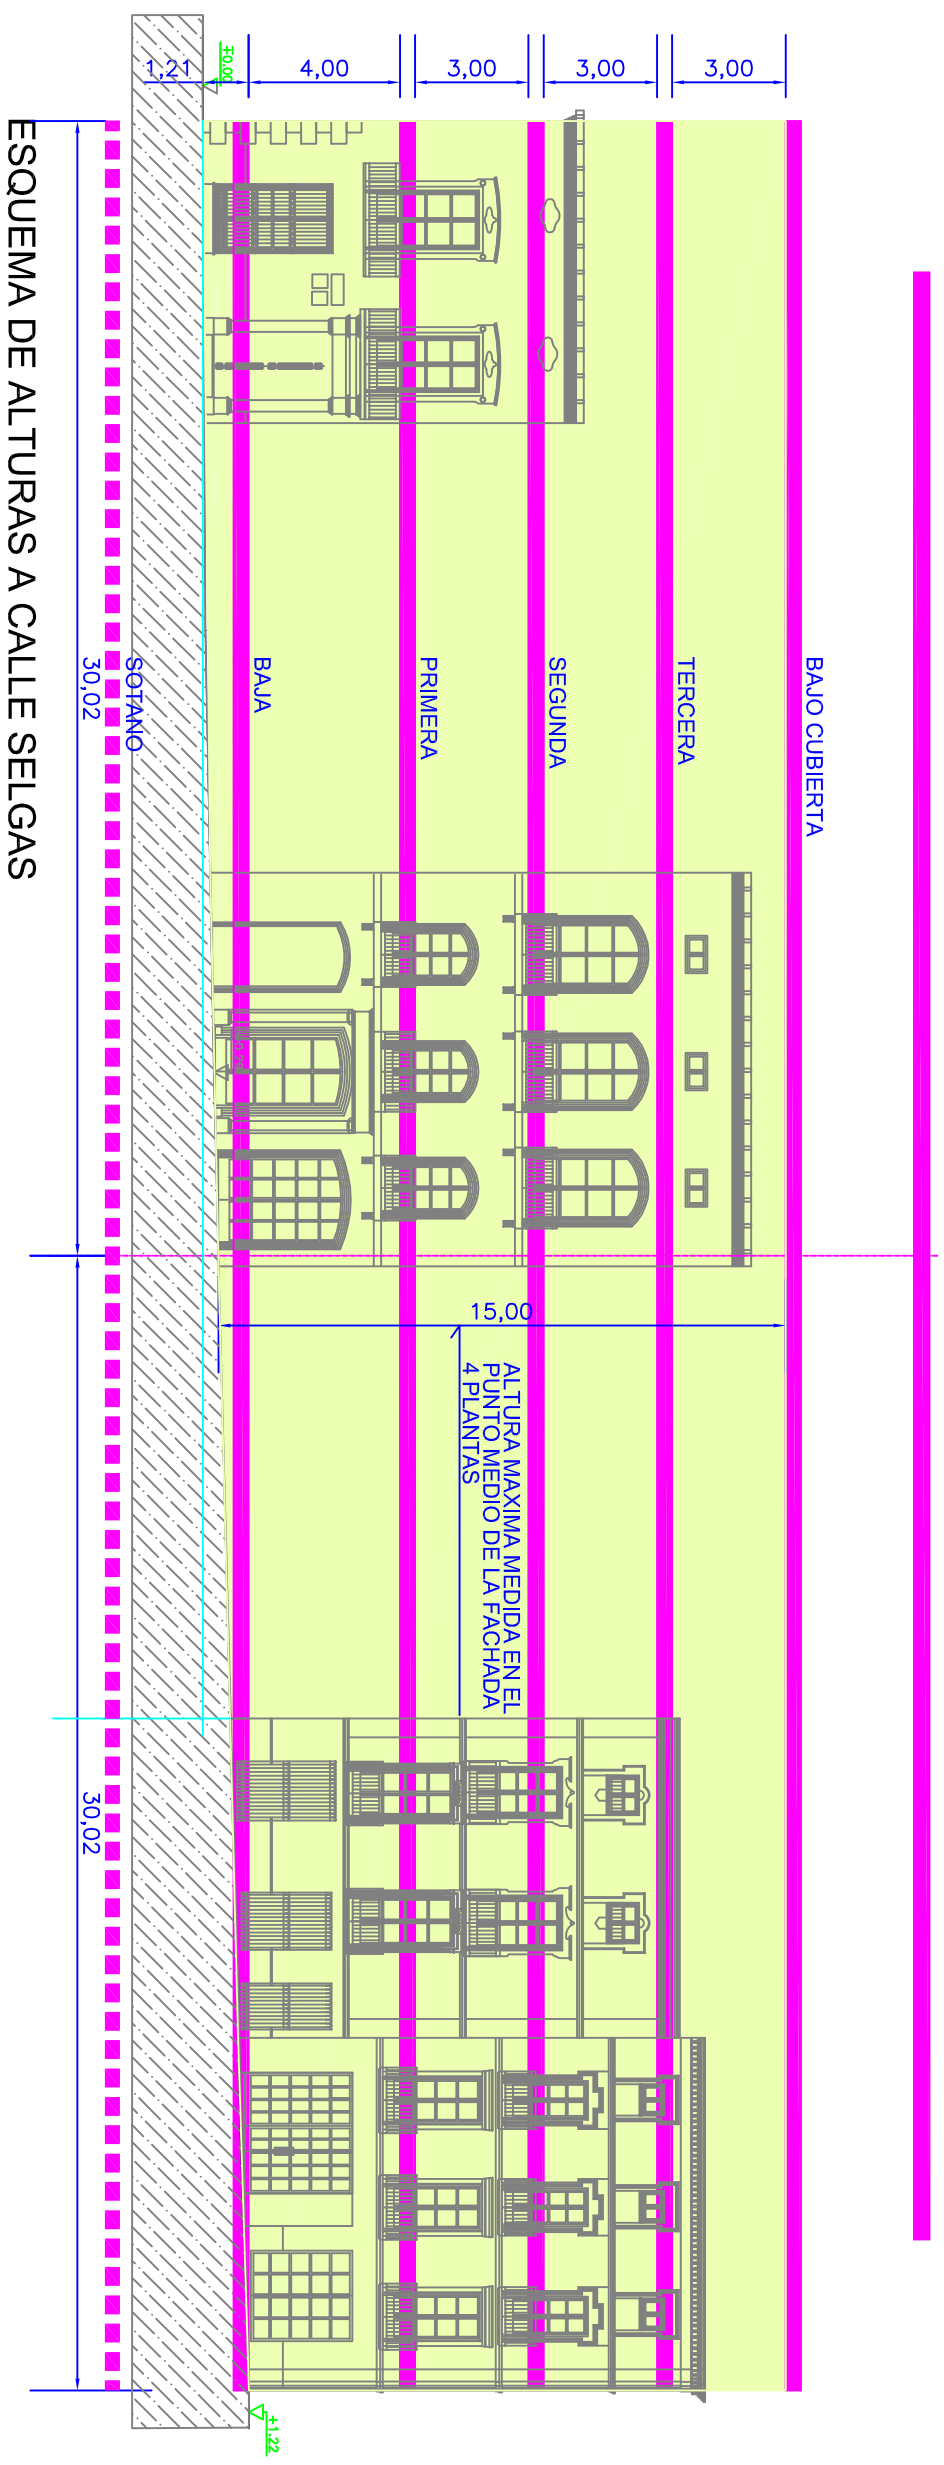 ±0.00
1,21
4,00
3,00
3,00
3,00
BAJO CUBIERTA
TERCERA
SEGUNDA
PRIMERA
BAJA
SOTANO
15,00
ALTURA MAXIMA MEDIDA EN EL
PUNTO MEDIO DE LA FACHADA
4 PLANTAS
+1,22
30,02
30,02
ESQUEMA DE ALTURAS A CALLE SELGAS